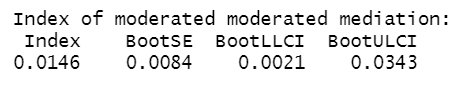 Index of moderated moderated mediation:
Index BootSE BootLLCI BootULCI
0.0146 0.0084 0.0021 0.0343